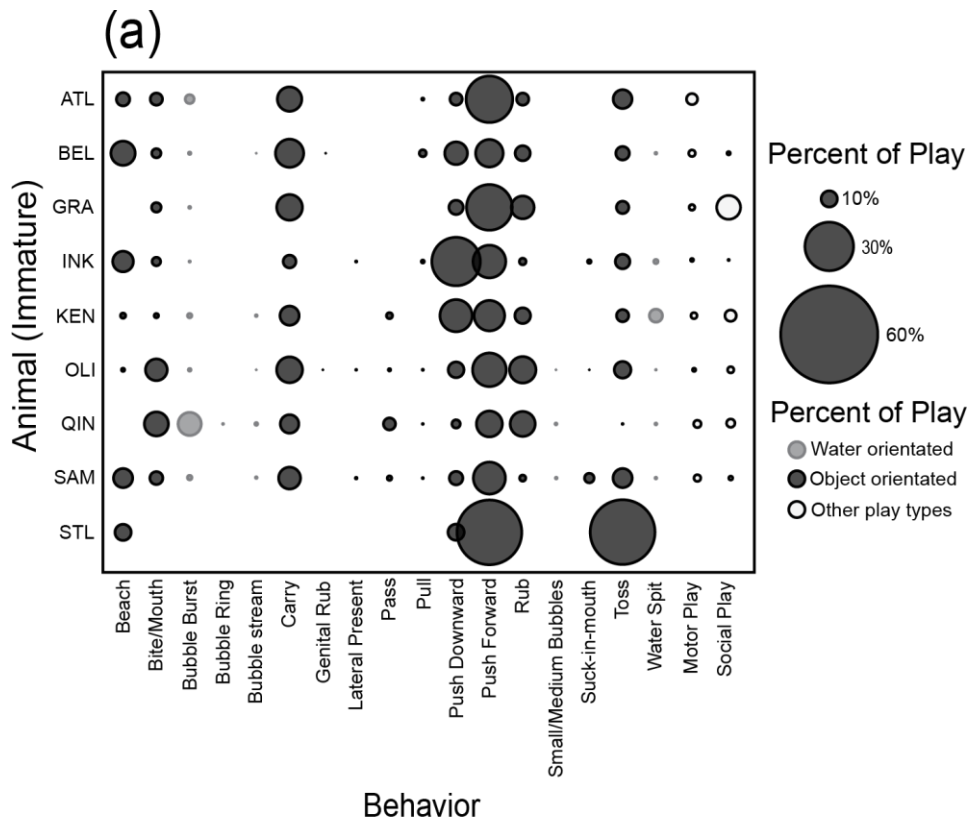 (a)
Animal (Immature)
ATL
BEL
GRA
INK
KEN
OLI
QIN
SAM
STL
Beach
Bite/Mouth
Bubble Burst
Bubble Ring
Bubble stream
Carry
Genital Rub
Lateral Present
Pass
Pull
Push Downward
Push Forward
Rub
Small/Medium Bubbles
Suck-in-mouth
Toss
Water Spit
Motor Play
Social Play
Behavior
Percent of Play
10%
30%
60%
Percent of Play
Water orientated
Object orientated
Other play types